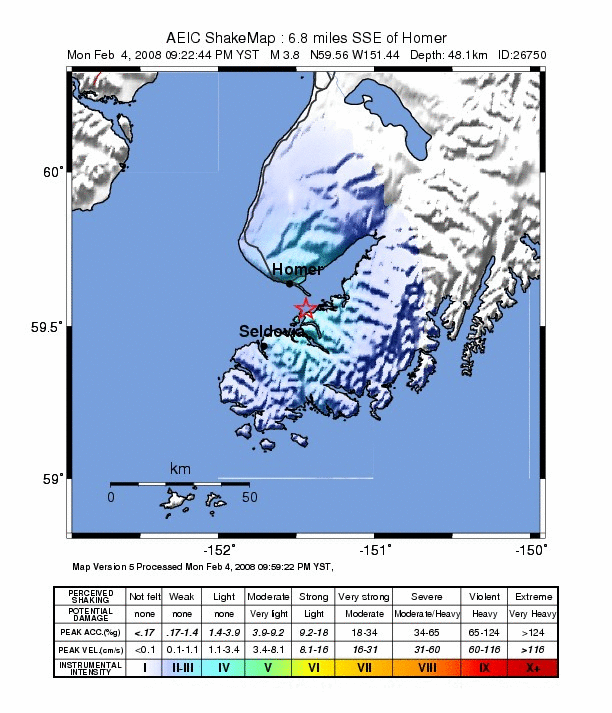 AEIC ShakeMap : 6.8 miles SSE of Homer
Mon Feb 4, 2008 09:22:44 PM YST M 3.8 N59.56 W151.44 Depth: 48.1km ID:26750
60°
Homer
59.5°
Seldovia
km
0 50
59°
-152° -151° -150°
Map Version 5 Processed Mon Feb 4, 2008 09:59:22 PM YST,
PERCEIVED SHAKING Not felt Weak Light Moderate Strong Very strong Severe Violent Extreme
POTENTIAL DAMAGE none none none Very light Light Moderate Moderate/Heavy Heavy Very Heavy
PEAK ACC.(%g) <.17 .17-1.4 1.4-3.9 3.9-9.2 9.2-18 18-34 34-65 65-124 >124
PEAK VEL.(cm/s) <0.1 0.1-1.1 1.1-3.4 3.4-8.1 8.1-16 16-31 31-60 60-116 >116
INSTRUMENTAL INTENSITY I II-III IV V VI VII VIII IX X+